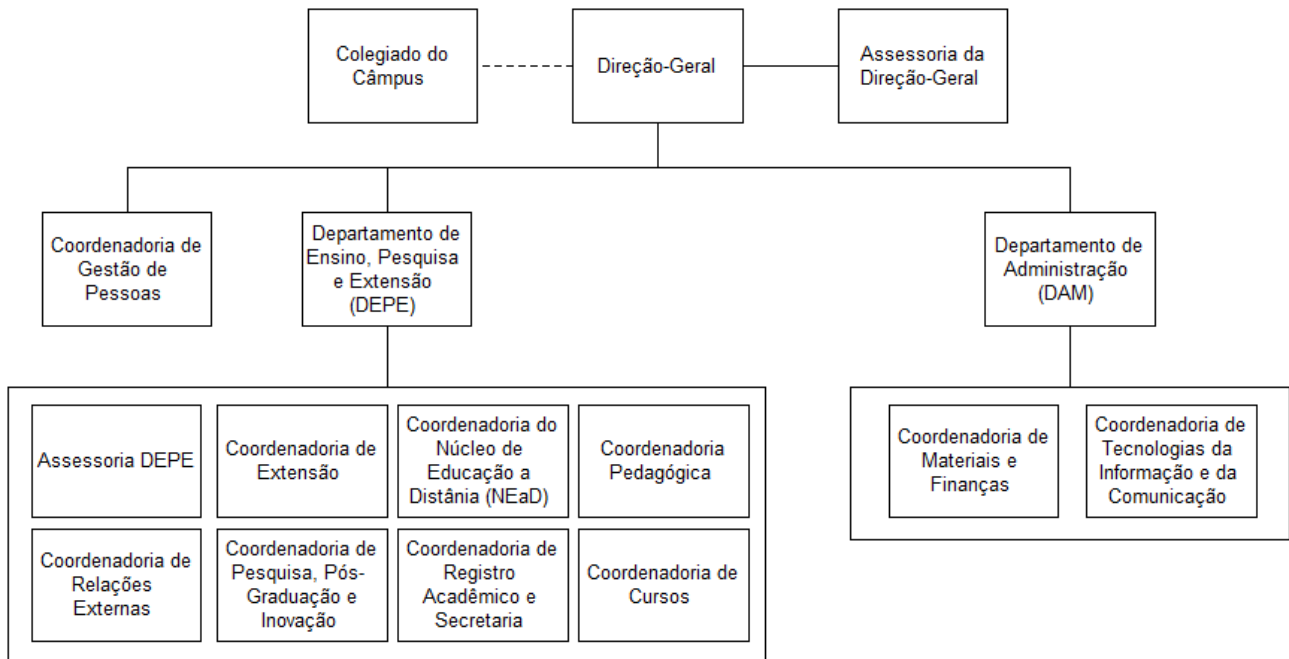 Colegiado do
Câmpus
Direção-Geral
Assessoria da
Direção-Geral
Coordenadoria de
Gestão de
Pessoas
Departamento de
Ensino, Pesquisa
e Extensão
(DEPE)
Departamento de
Administração
(DAM)
Assessoria DEPE
Coordenadoria de
Extensão
Coordenadoria do
Núcleo de
Educação a
Distânia (NEaD)
Coordenadoria
Pedagógica
Coordenadoria de
Relações
Externas
Coordenadoria de
Pesquisa, Pós-
Graduação e
Inovação
Coordenadoria de
Registro
Acadêmico e
Secretaria
Coordenadoria de
Cursos
Coordenadoria de
Materiais e
Finanças
Coordenadoria de
Tecnologias da
Informação e da
Comunicação